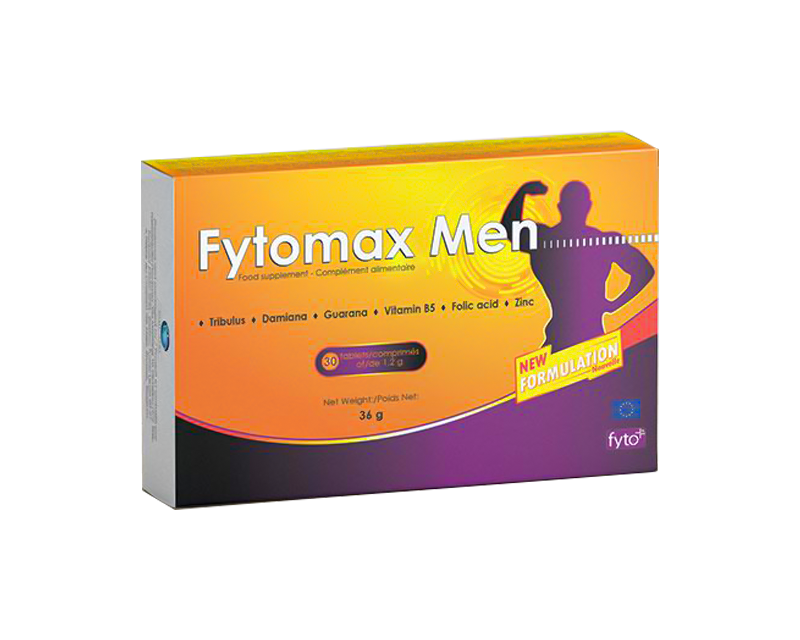 Fytomax Men
Food supplement - Complément alimentaire
♦ Tribulus ♦ Damiana ♦ Guarana ♦ Vitamin B5 ♦ Folic acid ♦ Zinc
30 tablets/comprimés
of/de 1.2 g
Net Weight:/Poids Net:
36 g
NEW
FORMULATION
Nouvelle
fyto+